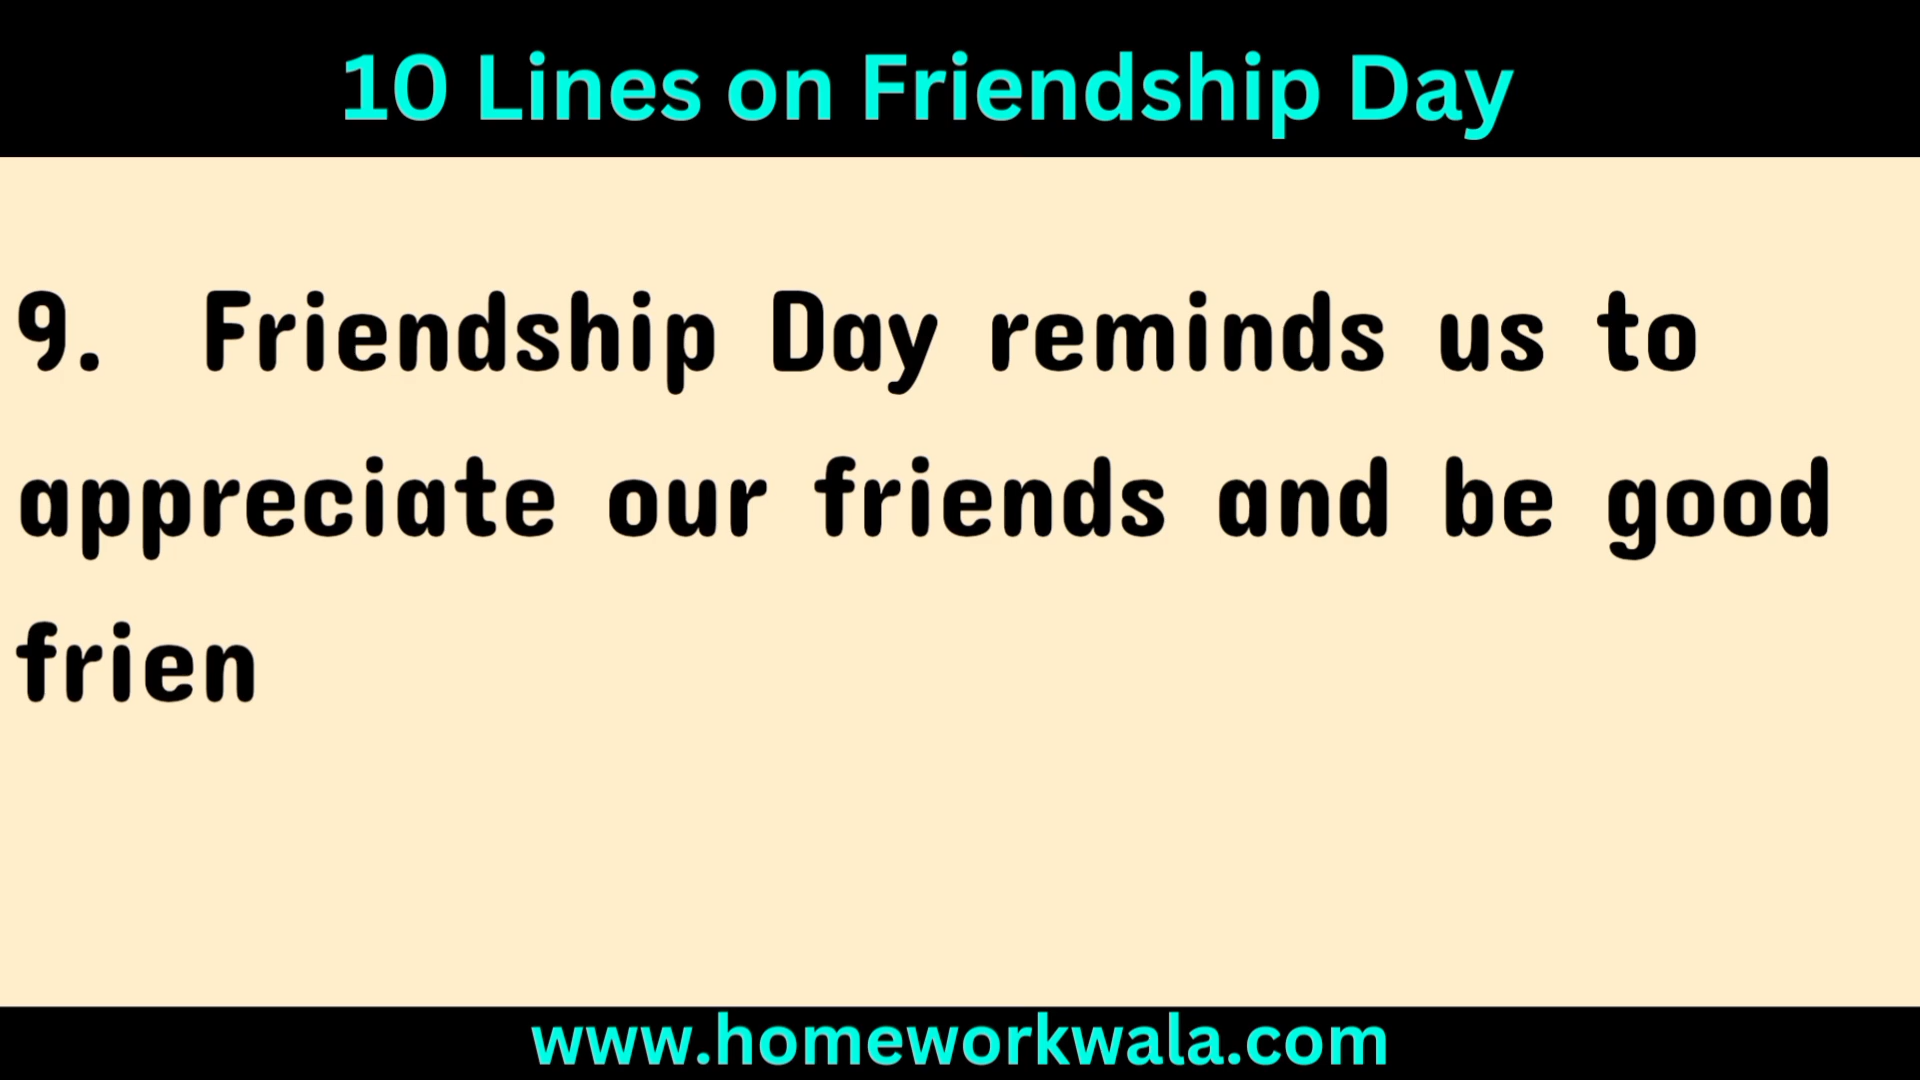 10 Lines on Friendship Day
9. Friendship Day reminds us to
appreciate our friends and be good
frien
www.homeworkwala.com